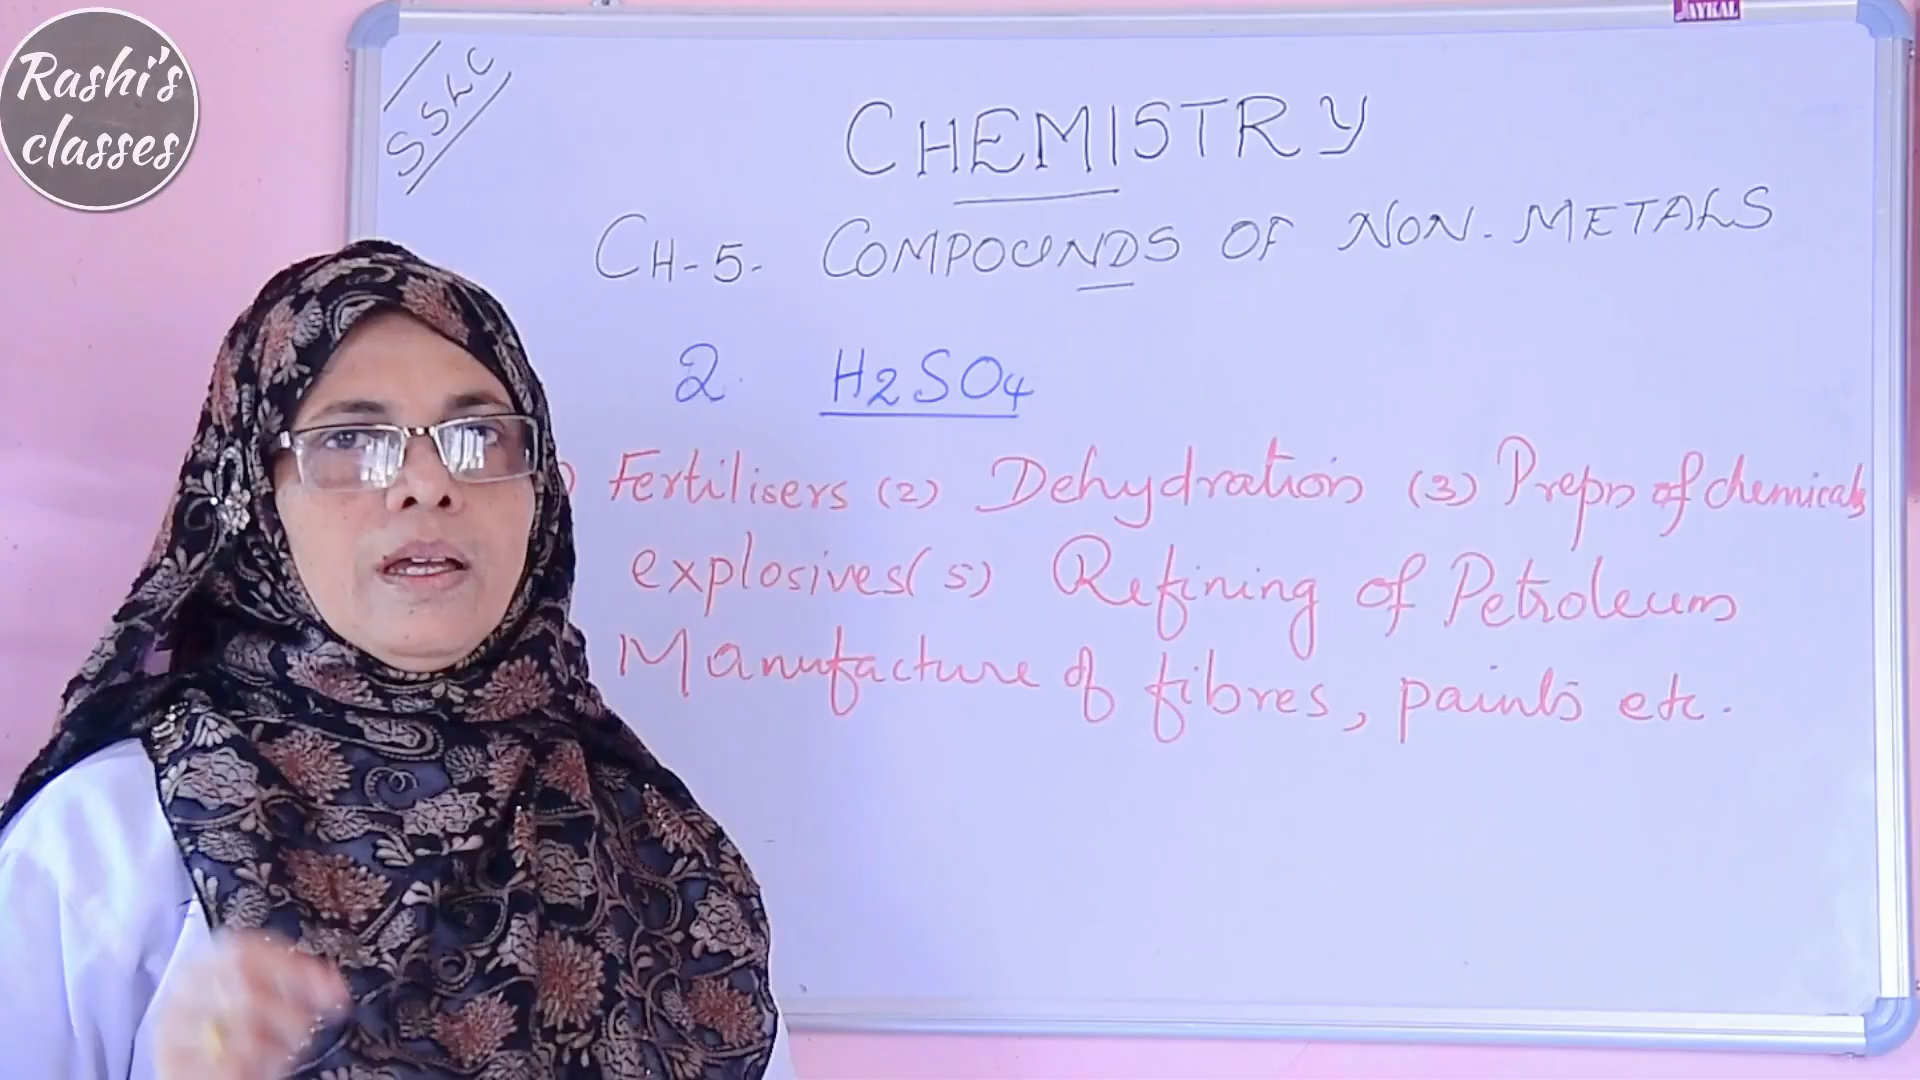 Rashi's
classes
JAYKAL
SSLC
CHEMISTRY
CH-5. COMPOUNDS OF NON-METALS
2. H2SO4
) Fertilisers (2) Dehydration (3) Prepn of chemicals
explosives (5) Refining of Petroleum
Manufacture of fibres, paints etc.